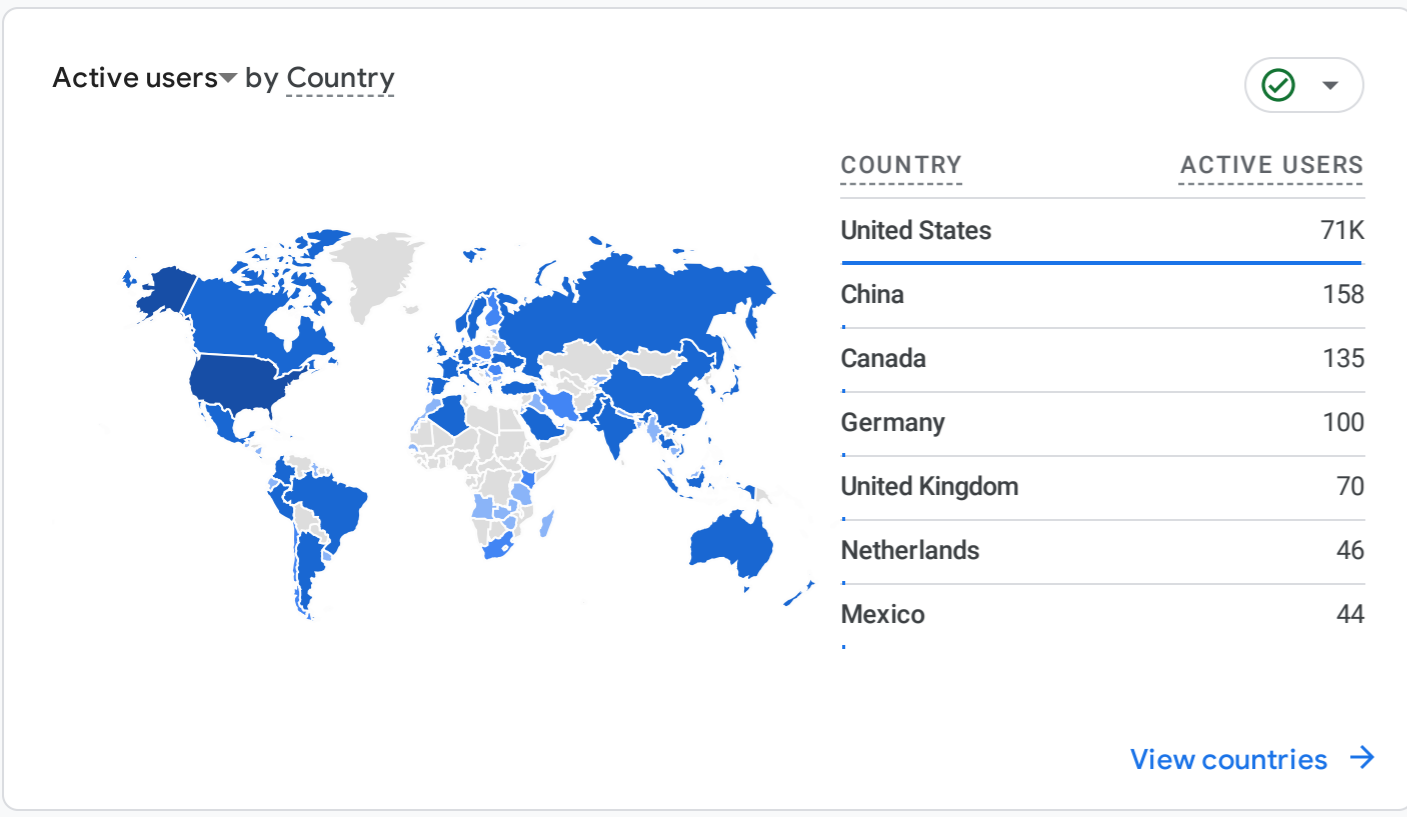 Active users by Country
COUNTRY ACTIVE USERS
United States 71K
China 158
Canada 135
Germany 100
United Kingdom 70
Netherlands 46
Mexico 44
View countries